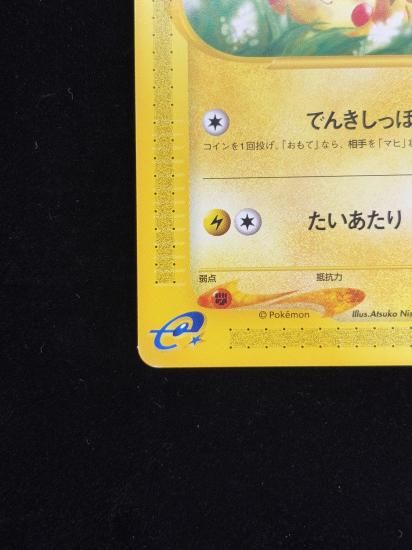 でんきしっぽ
コインを1回投げ、「おもて」なら、相手を「マヒ」
たいあたり
弱点
抵抗力
© Pokémon
Illus.Atsuko
e